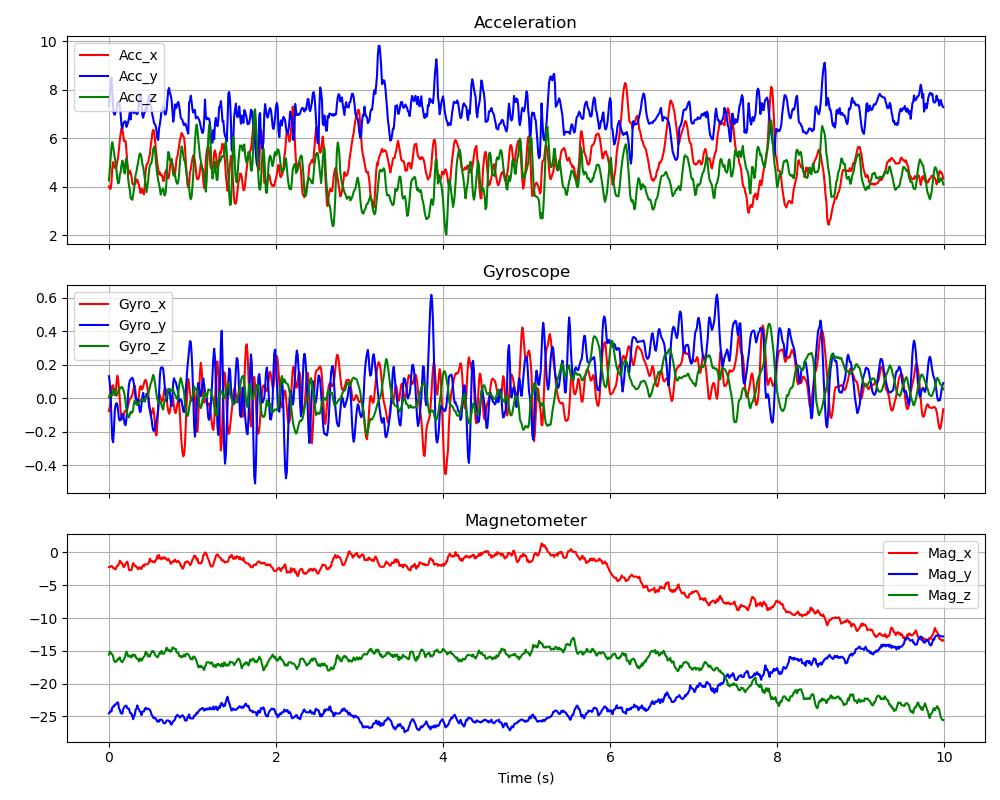 Acceleration
10
8
6
4
2
Acc_x
Acc_y
Acc_z
Gyroscope
0.6
0.4
0.2
0.0
−0.2
−0.4
Gyro_x
Gyro_y
Gyro_z
Magnetometer
0
−5
−10
−15
−20
−25
Mag_x
Mag_y
Mag_z
0 2 4 6 8 10
Time (s)